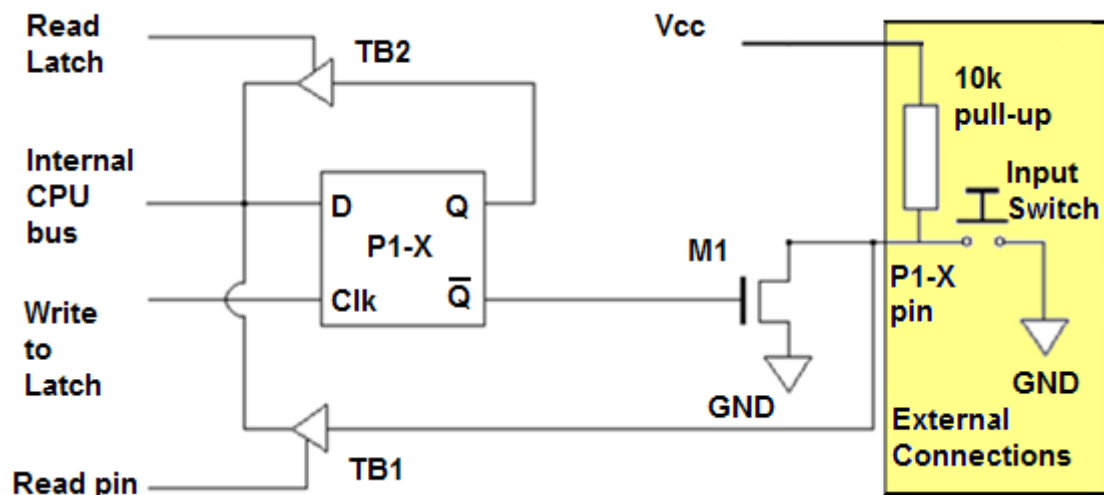 Read
Latch
TB2
Vcc
10k
pull-up
Internal
CPU
bus
D
Q
P1-X
Clk
Q̅
Input
Switch
M1
P1-X
pin
Write
to
Latch
GND
GND
TB1
External
Connections
Read pin